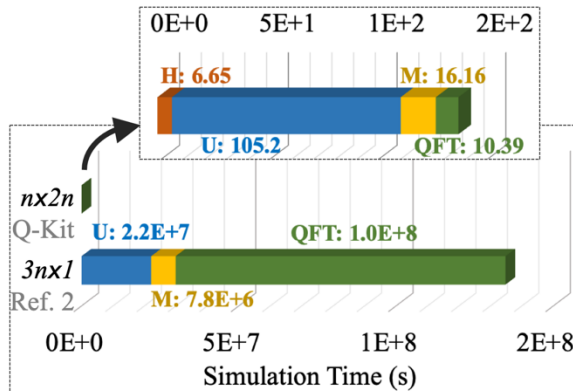 0E+0 5E+1 1E+2 2E+2
H: 6.65 M: 16.16
U: 105.2 QFT: 10.39
nx2n
Q-Kit U: 2.2E+7 QFT: 1.0E+8
3nx1
Ref. 2 M: 7.8E+6
0E+0 5E+7 1E+8 2E+8
Simulation Time (s)